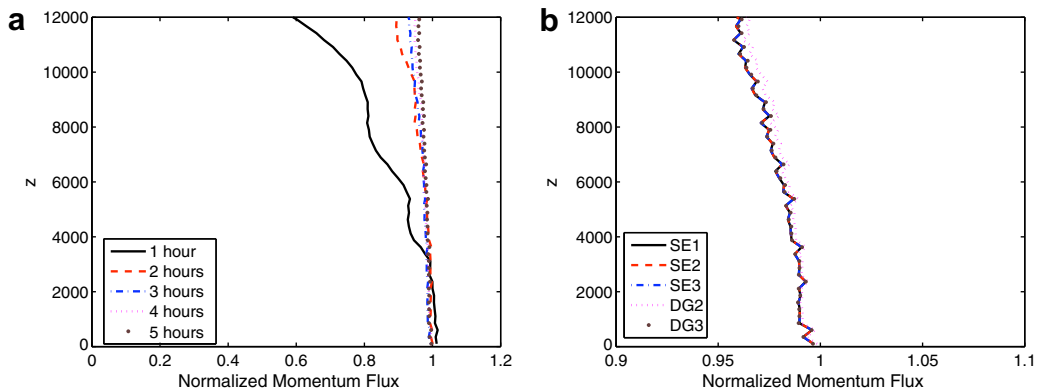 a
12000
10000
8000
6000
4000
2000
0
z
1 hour
2 hours
3 hours
4 hours
5 hours
0 0.2 0.4 0.6 0.8 1 1.2
Normalized Momentum Flux
b
12000
10000
8000
6000
4000
2000
0
z
SE1
SE2
SE3
DG2
DG3
0.9 0.95 1 1.05 1.1
Normalized Momentum Flux